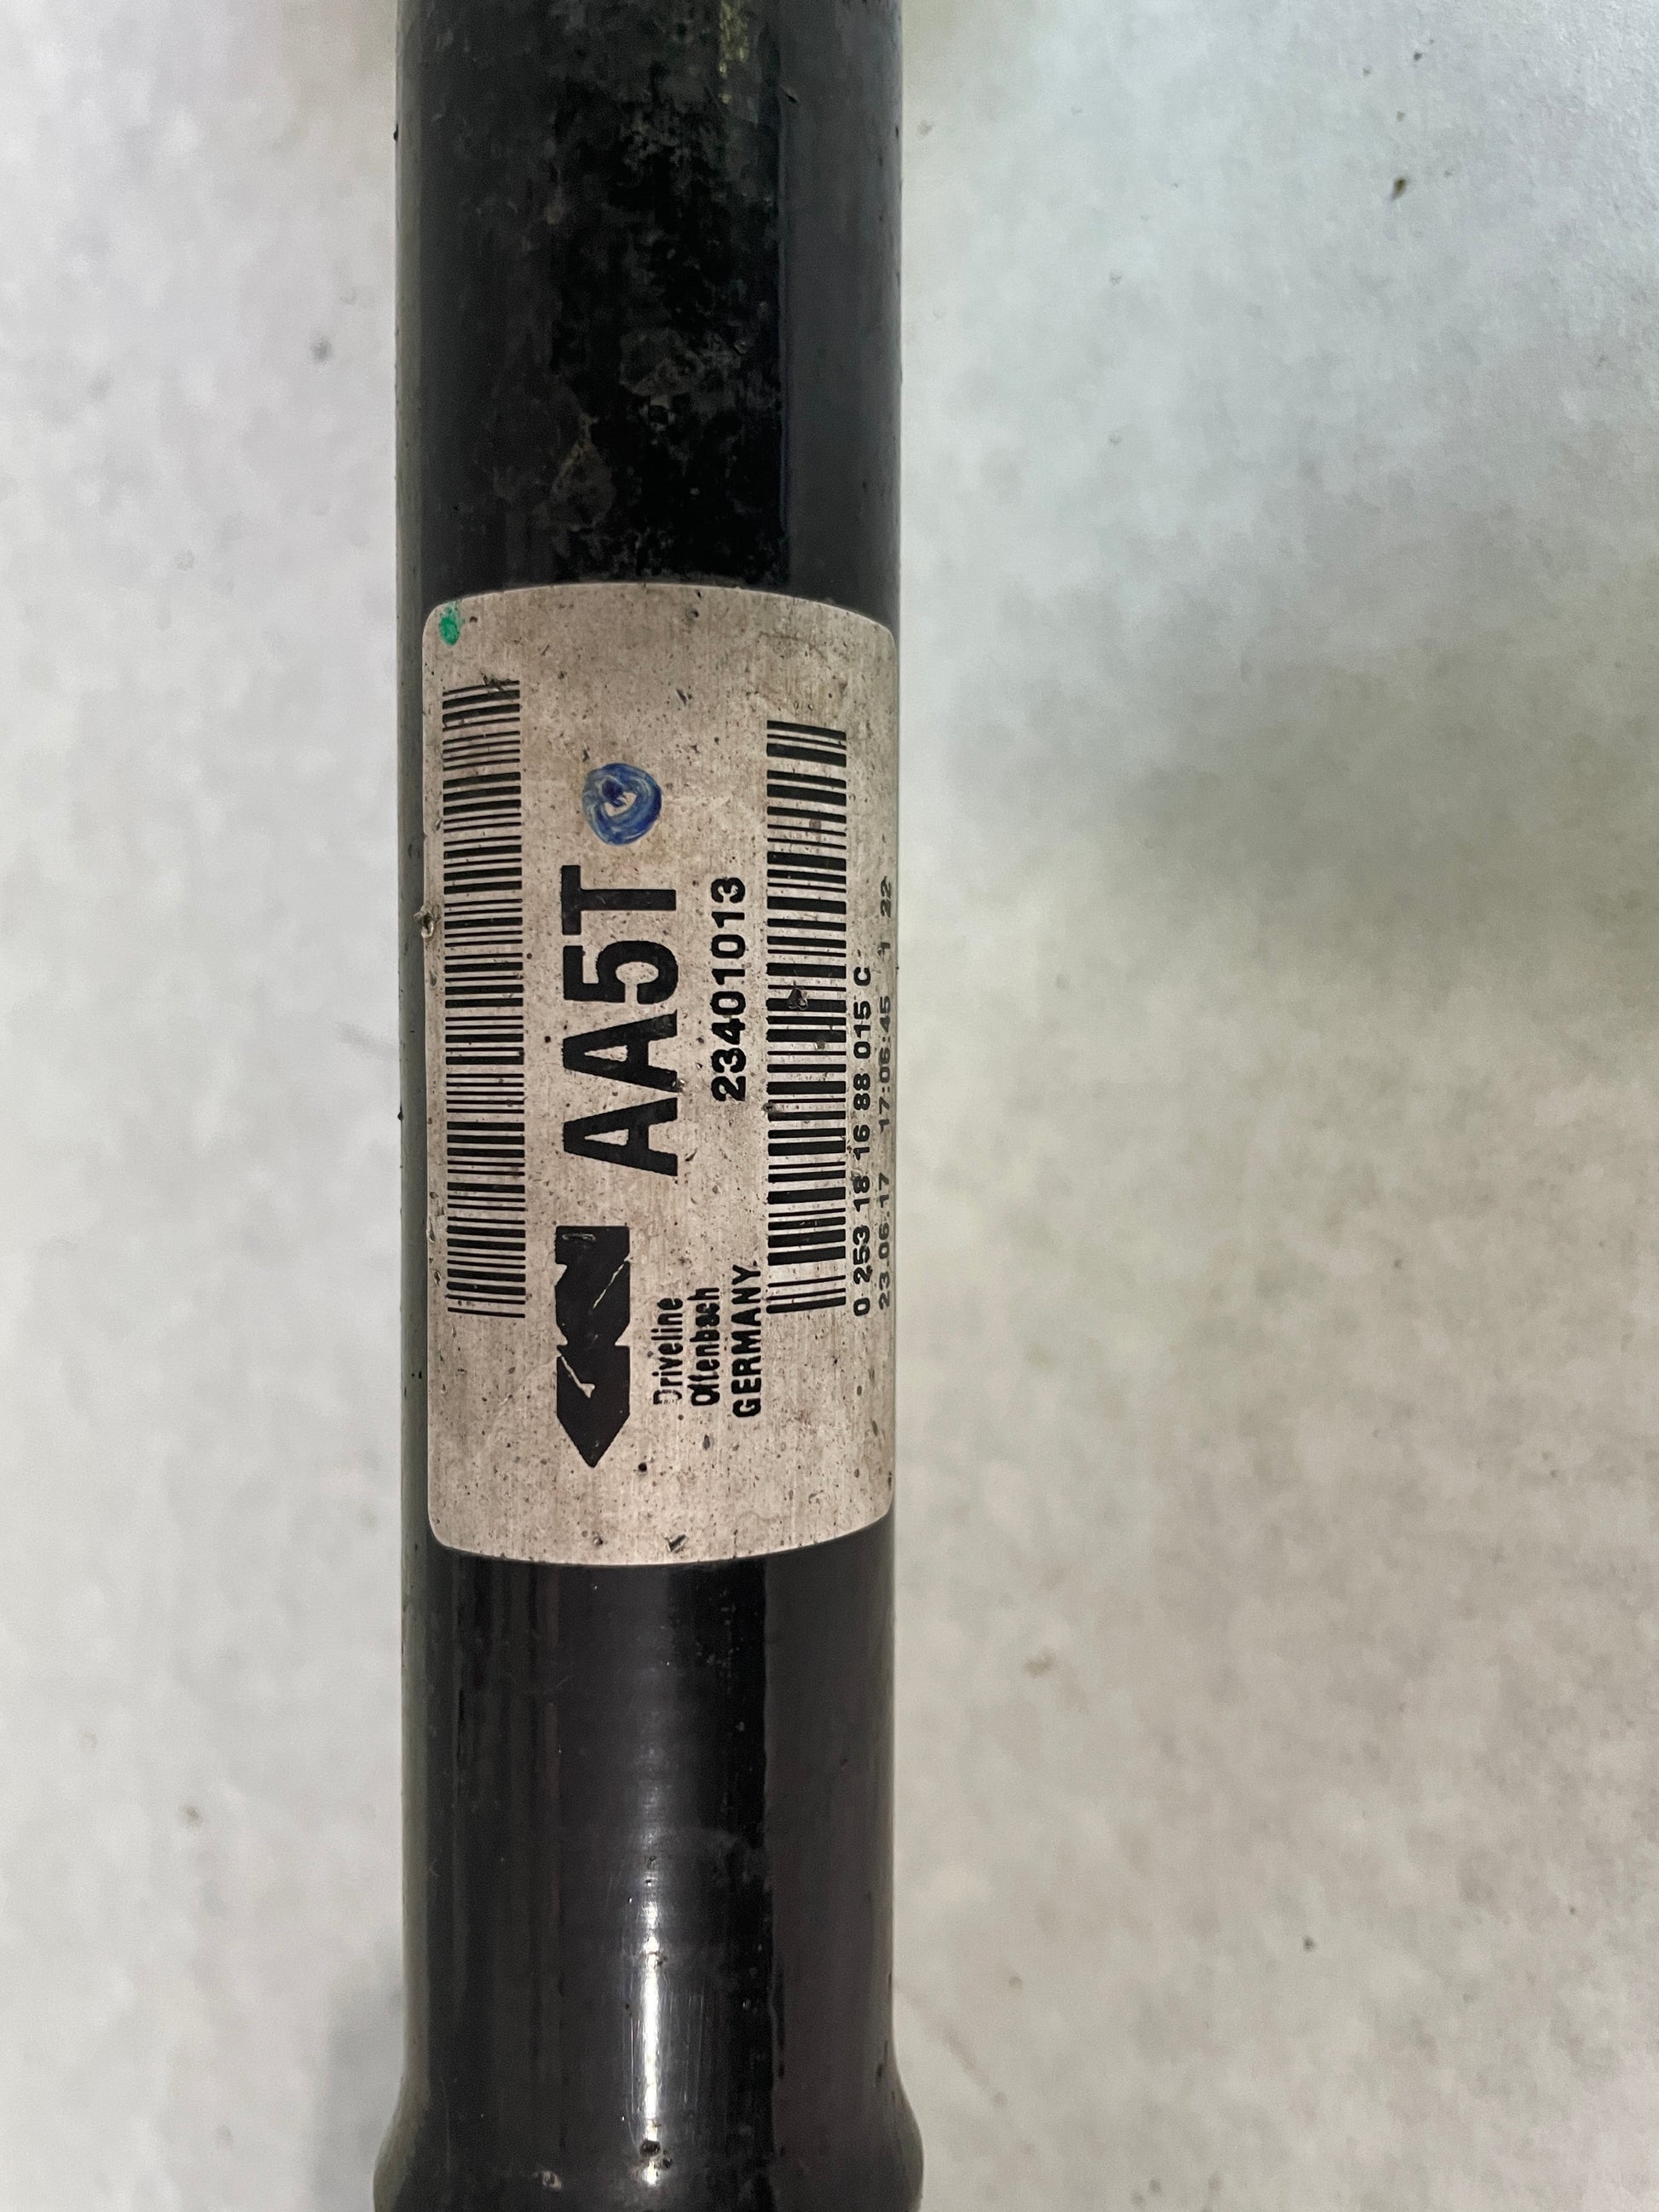 GKN AA5T
Driveline 23401013
Offenbach
GERMANY
0 253 18 16 88 015 C
23.06.17 17:06:45 1 22